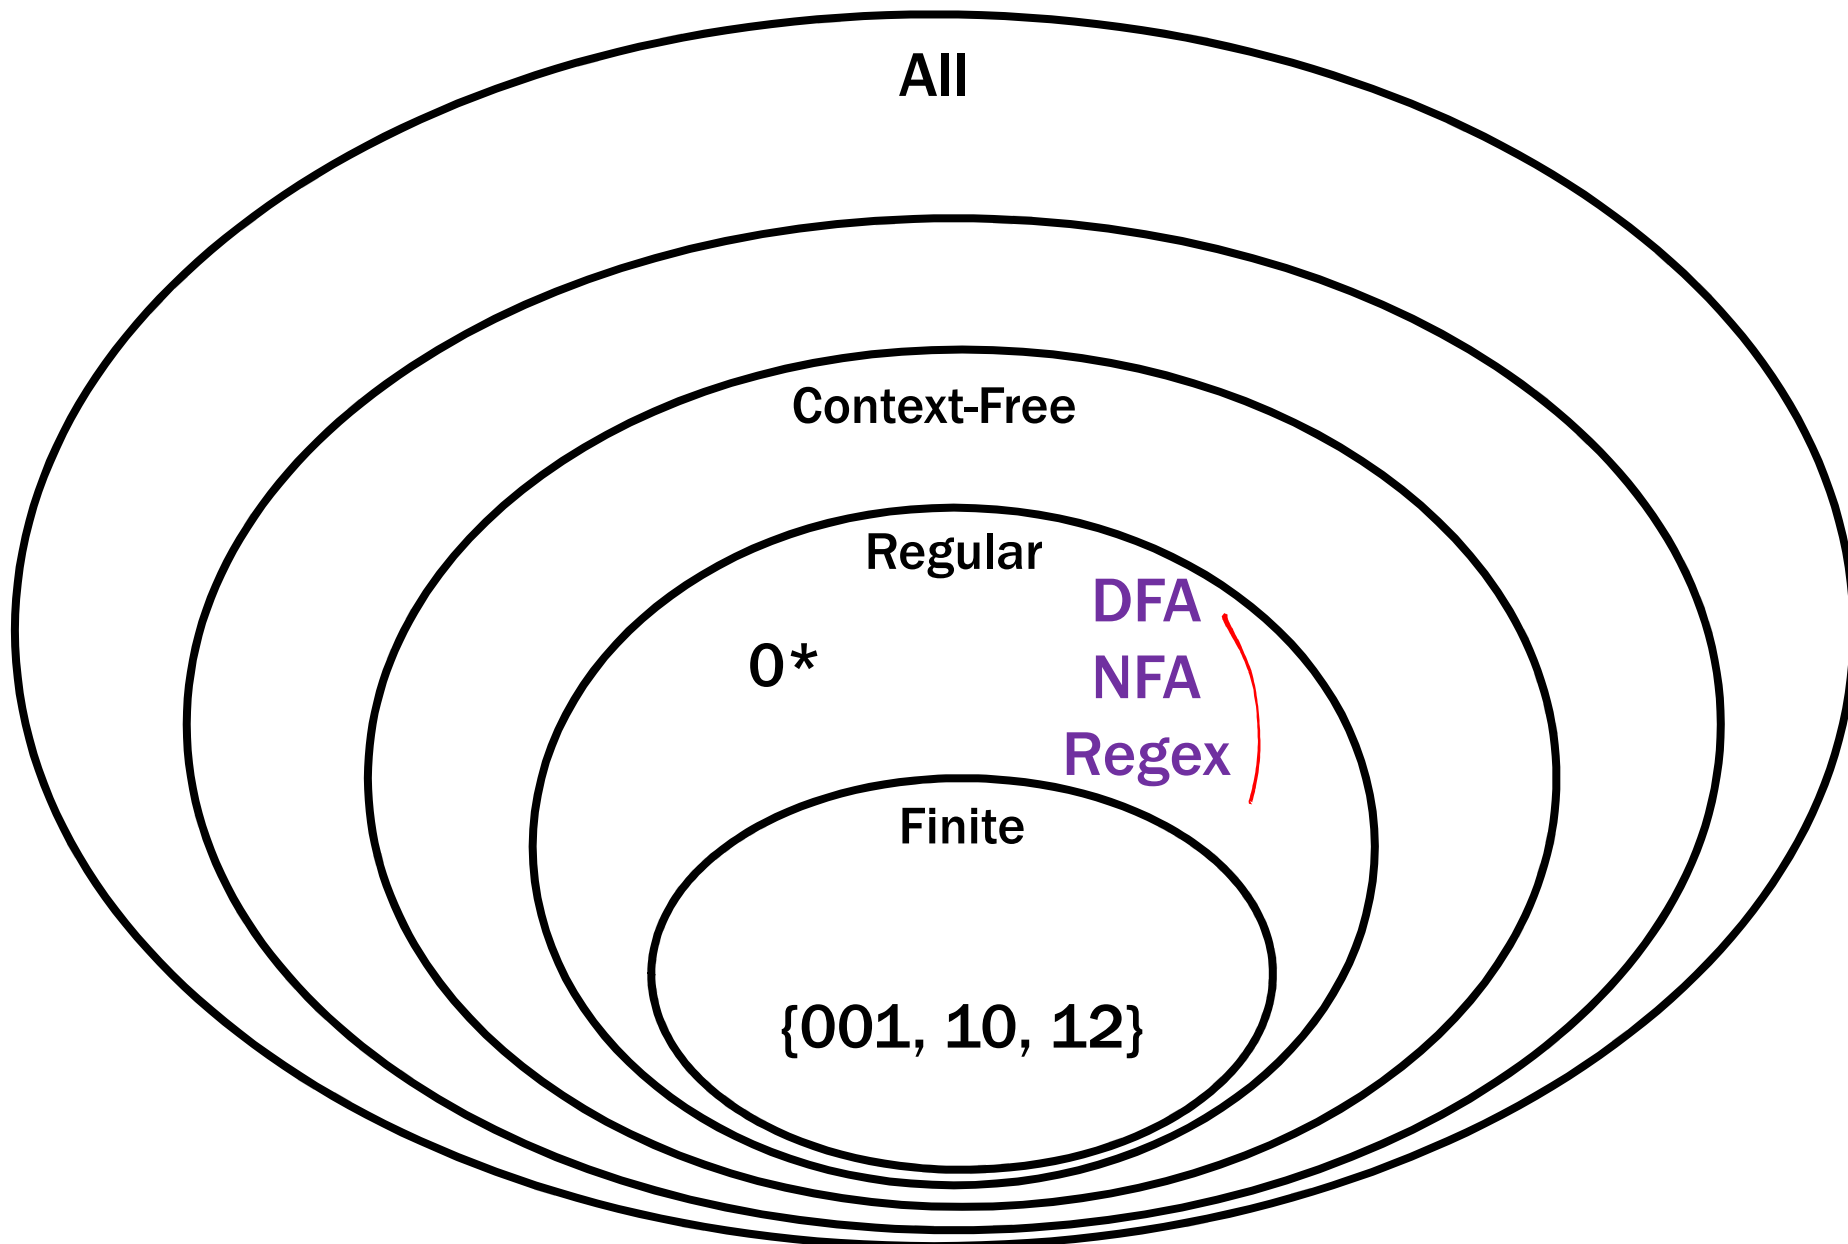 All
Context-Free
Regular
DFA
0*
NFA
Regex
Finite
{001, 10, 12}